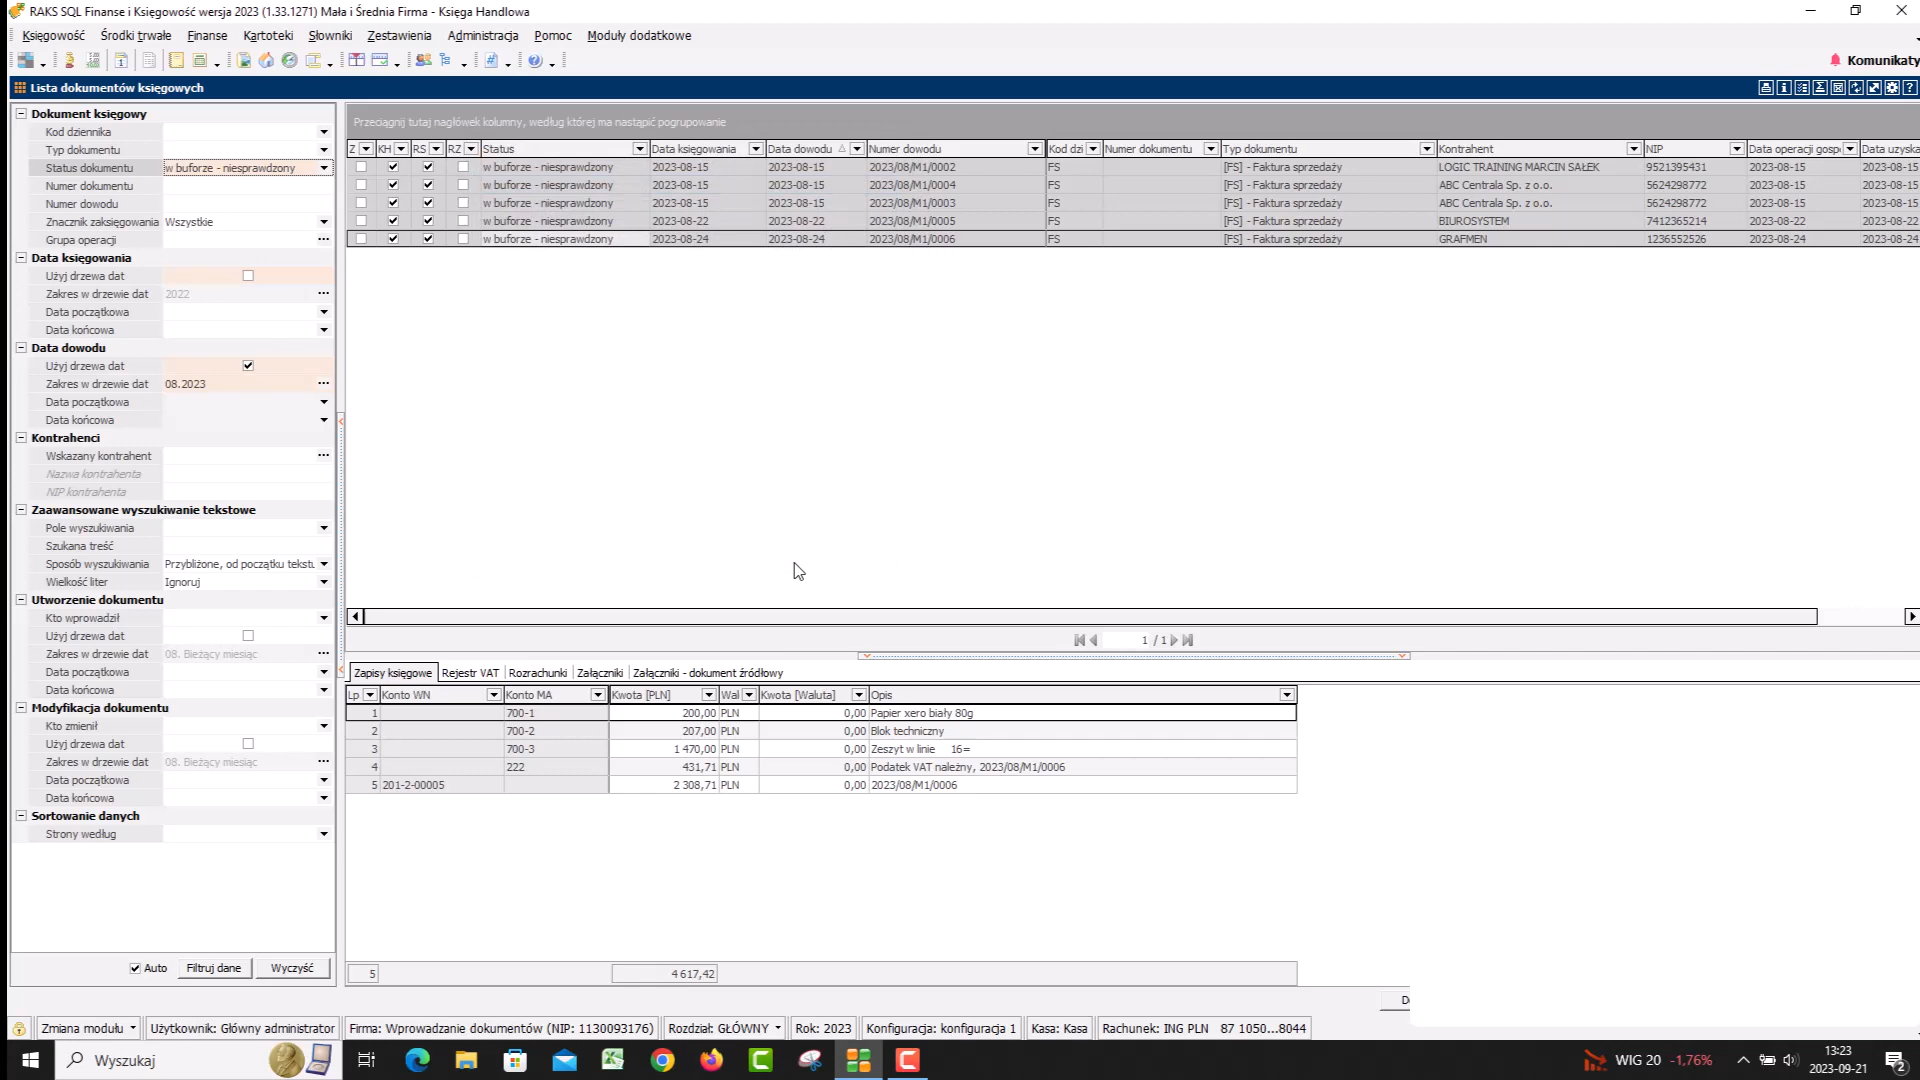 RAKS SQL Finanse i Księgowość wersja 2023 (1.33.1271) Mała i Średnia Firma - Księga Handlowa
Księgowość Środki trwałe Finanse Kartoteki Słowniki Zestawienia Administracja Pomoc Moduły dodatkowe
Komunikaty
Lista dokumentów księgowych
Dokument księgowy
Kod dziennika
Typ dokumentu
Status dokumentu w buforze - niesprawdzony
Numer dokumentu
Numer dowodu
Znacznik zaksięgowania Wszystkie
Grupa operacji
Data księgowania
Użyj drzewa dat
Zakres w drzewie dat 2022
Data początkowa
Data końcowa
Data dowodu
Użyj drzewa dat
Zakres w drzewie dat 08.2023
Data początkowa
Data końcowa
Kontrahenci
Wskazany kontrahent
Nazwa kontrahenta
NIP kontrahenta
Zaawansowane wyszukiwanie tekstowe
Pole wyszukiwania
Szukana treść
Sposób wyszukiwania Przybliżone, od początku tekstu
Wielkość liter Ignoruj
Utworzenie dokumentu
Kto wprowadził
Użyj drzewa dat
Zakres w drzewie dat 08. Bieżący miesiąc
Data początkowa
Data końcowa
Modyfikacja dokumentu
Kto zmienił
Użyj drzewa dat
Zakres w drzewie dat 08. Bieżący miesiąc
Data początkowa
Data końcowa
Sortowanie danych
Strony według
Auto Filtruj dane Wyczyść
Przeciągnij tutaj nagłówek kolumny, według której ma nastąpić pogrupowanie
Z KH RS RZ Status Data księgowania Data dowodu Numer dowodu Kod dzi Numer dokumentu Typ dokumentu Kontrahent NIP Data operacji gosp Data uzyska
w buforze - niesprawdzony 2023-08-15 2023-08-15 2023/08/M1/0002 FS [FS] - Faktura sprzedaży LOGIC TRAINING MARCIN SAŁEK 9521395431 2023-08-15 2023-08-15
w buforze - niesprawdzony 2023-08-15 2023-08-15 2023/08/M1/0004 FS [FS] - Faktura sprzedaży ABC Centrala Sp. z o.o. 5624298772 2023-08-15 2023-08-15
w buforze - niesprawdzony 2023-08-15 2023-08-15 2023/08/M1/0003 FS [FS] - Faktura sprzedaży ABC Centrala Sp. z o.o. 5624298772 2023-08-15 2023-08-15
w buforze - niesprawdzony 2023-08-22 2023-08-22 2023/08/M1/0005 FS [FS] - Faktura sprzedaży BIUROSYSTEM 7412365214 2023-08-22 2023-08-22
w buforze - niesprawdzony 2023-08-24 2023-08-24 2023/08/M1/0006 FS [FS] - Faktura sprzedaży GRAFMEN 1236552526 2023-08-24 2023-08-24
1 / 1
Zapisy księgowe Rejestr VAT Rozrachunki Załączniki Załączniki - dokument źródłowy
Lp Konto WN Konto MA Kwota [PLN] Wal Kwota [Waluta] Opis
1 700-1 200,00 PLN 0,00 Papier xero biały 80g
2 700-2 207,00 PLN 0,00 Blok techniczny
3 700-3 1 470,00 PLN 0,00 Zeszyt w linie 16=
4 222 431,71 PLN 0,00 Podatek VAT należny, 2023/08/M1/0006
5 201-2-00005 2 308,71 PLN 0,00 2023/08/M1/0006
5 4 617,42
Zmiana modułu Użytkownik: Główny administrator Firma: Wprowadzanie dokumentów (NIP: 1130093176) Rozdział: GŁÓWNY Rok: 2023 Konfiguracja: konfiguracja 1 Kasa: Kasa Rachunek: ING PLN 87 1050...8044
Wyszukaj
WIG 20 -1,76%
13:23
2023-09-21
2